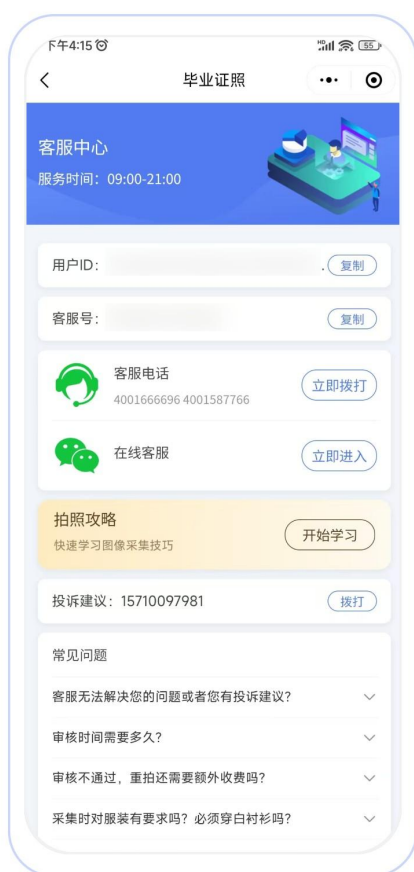 下午4:15
HD 55
毕业证照
客服中心
服务时间：09:00-21:00
用户ID：
复制
客服号：
复制
客服电话
4001666696 4001587766
立即拨打
在线客服
立即进入
拍照攻略
快速学习图像采集技巧
开始学习
投诉建议：15710097981
拨打
常见问题
客服无法解决您的问题或者您有投诉建议？
审核时间需要多久？
审核不通过，重拍还需要额外收费吗？
采集时对服装有要求吗？必须穿白衬衫吗？